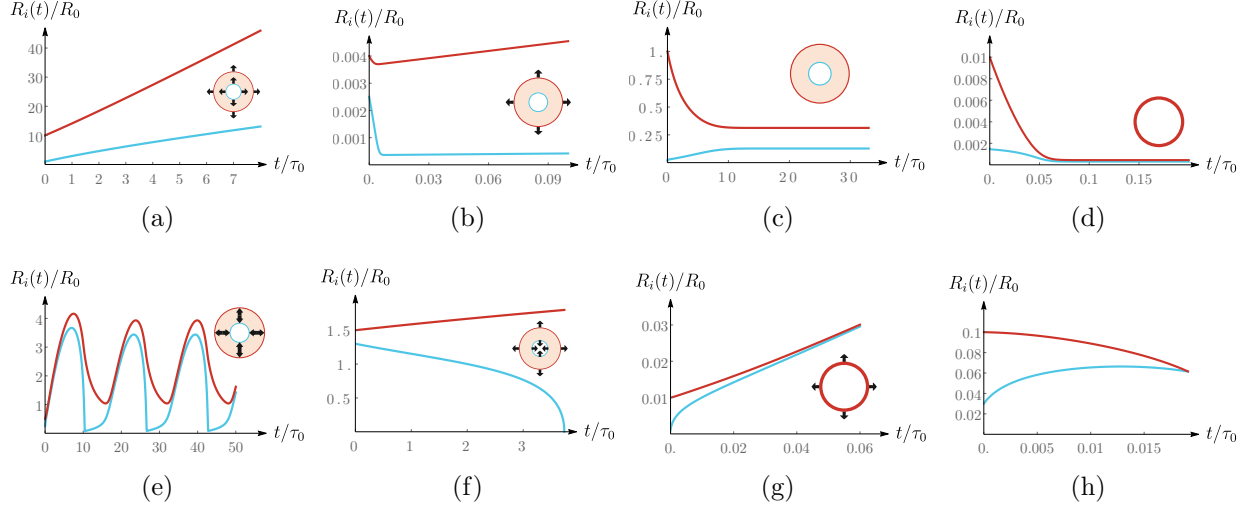 R_i(t)/R_0
40
30
20
10
0 1 2 3 4 5 6 7
t/τ_0
(a)
R_i(t)/R_0
0.004
0.003
0.002
0.001
0. 0.03 0.06 0.09
t/τ_0
(b)
R_i(t)/R_0
1.
0.75
0.5
0.25
0 10 20 30
t/τ_0
(c)
R_i(t)/R_0
0.01
0.008
0.006
0.004
0.002
0. 0.05 0.1 0.15
t/τ_0
(d)
R_i(t)/R_0
4
3
2
1
0 10 20 30 40 50
t/τ_0
(e)
R_i(t)/R_0
1.5
1.
0.5
0 1 2 3
t/τ_0
(f)
R_i(t)/R_0
0.03
0.02
0.01
0. 0.02 0.04 0.06
t/τ_0
(g)
R_i(t)/R_0
0.1
0.08
0.06
0.04
0.02
0. 0.005 0.01 0.015
t/τ_0
(h)